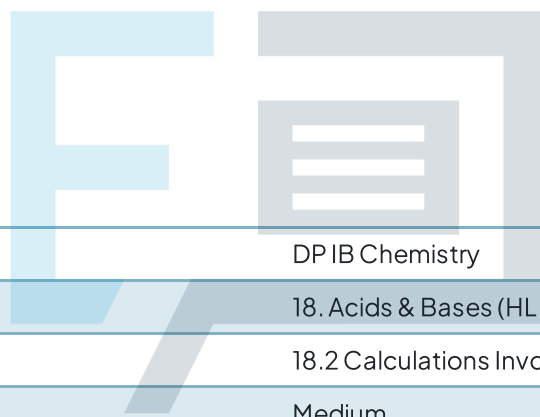 DP IB Chemistry
18. Acids & Bases (HL
18.2 Calculations Invo
Medium